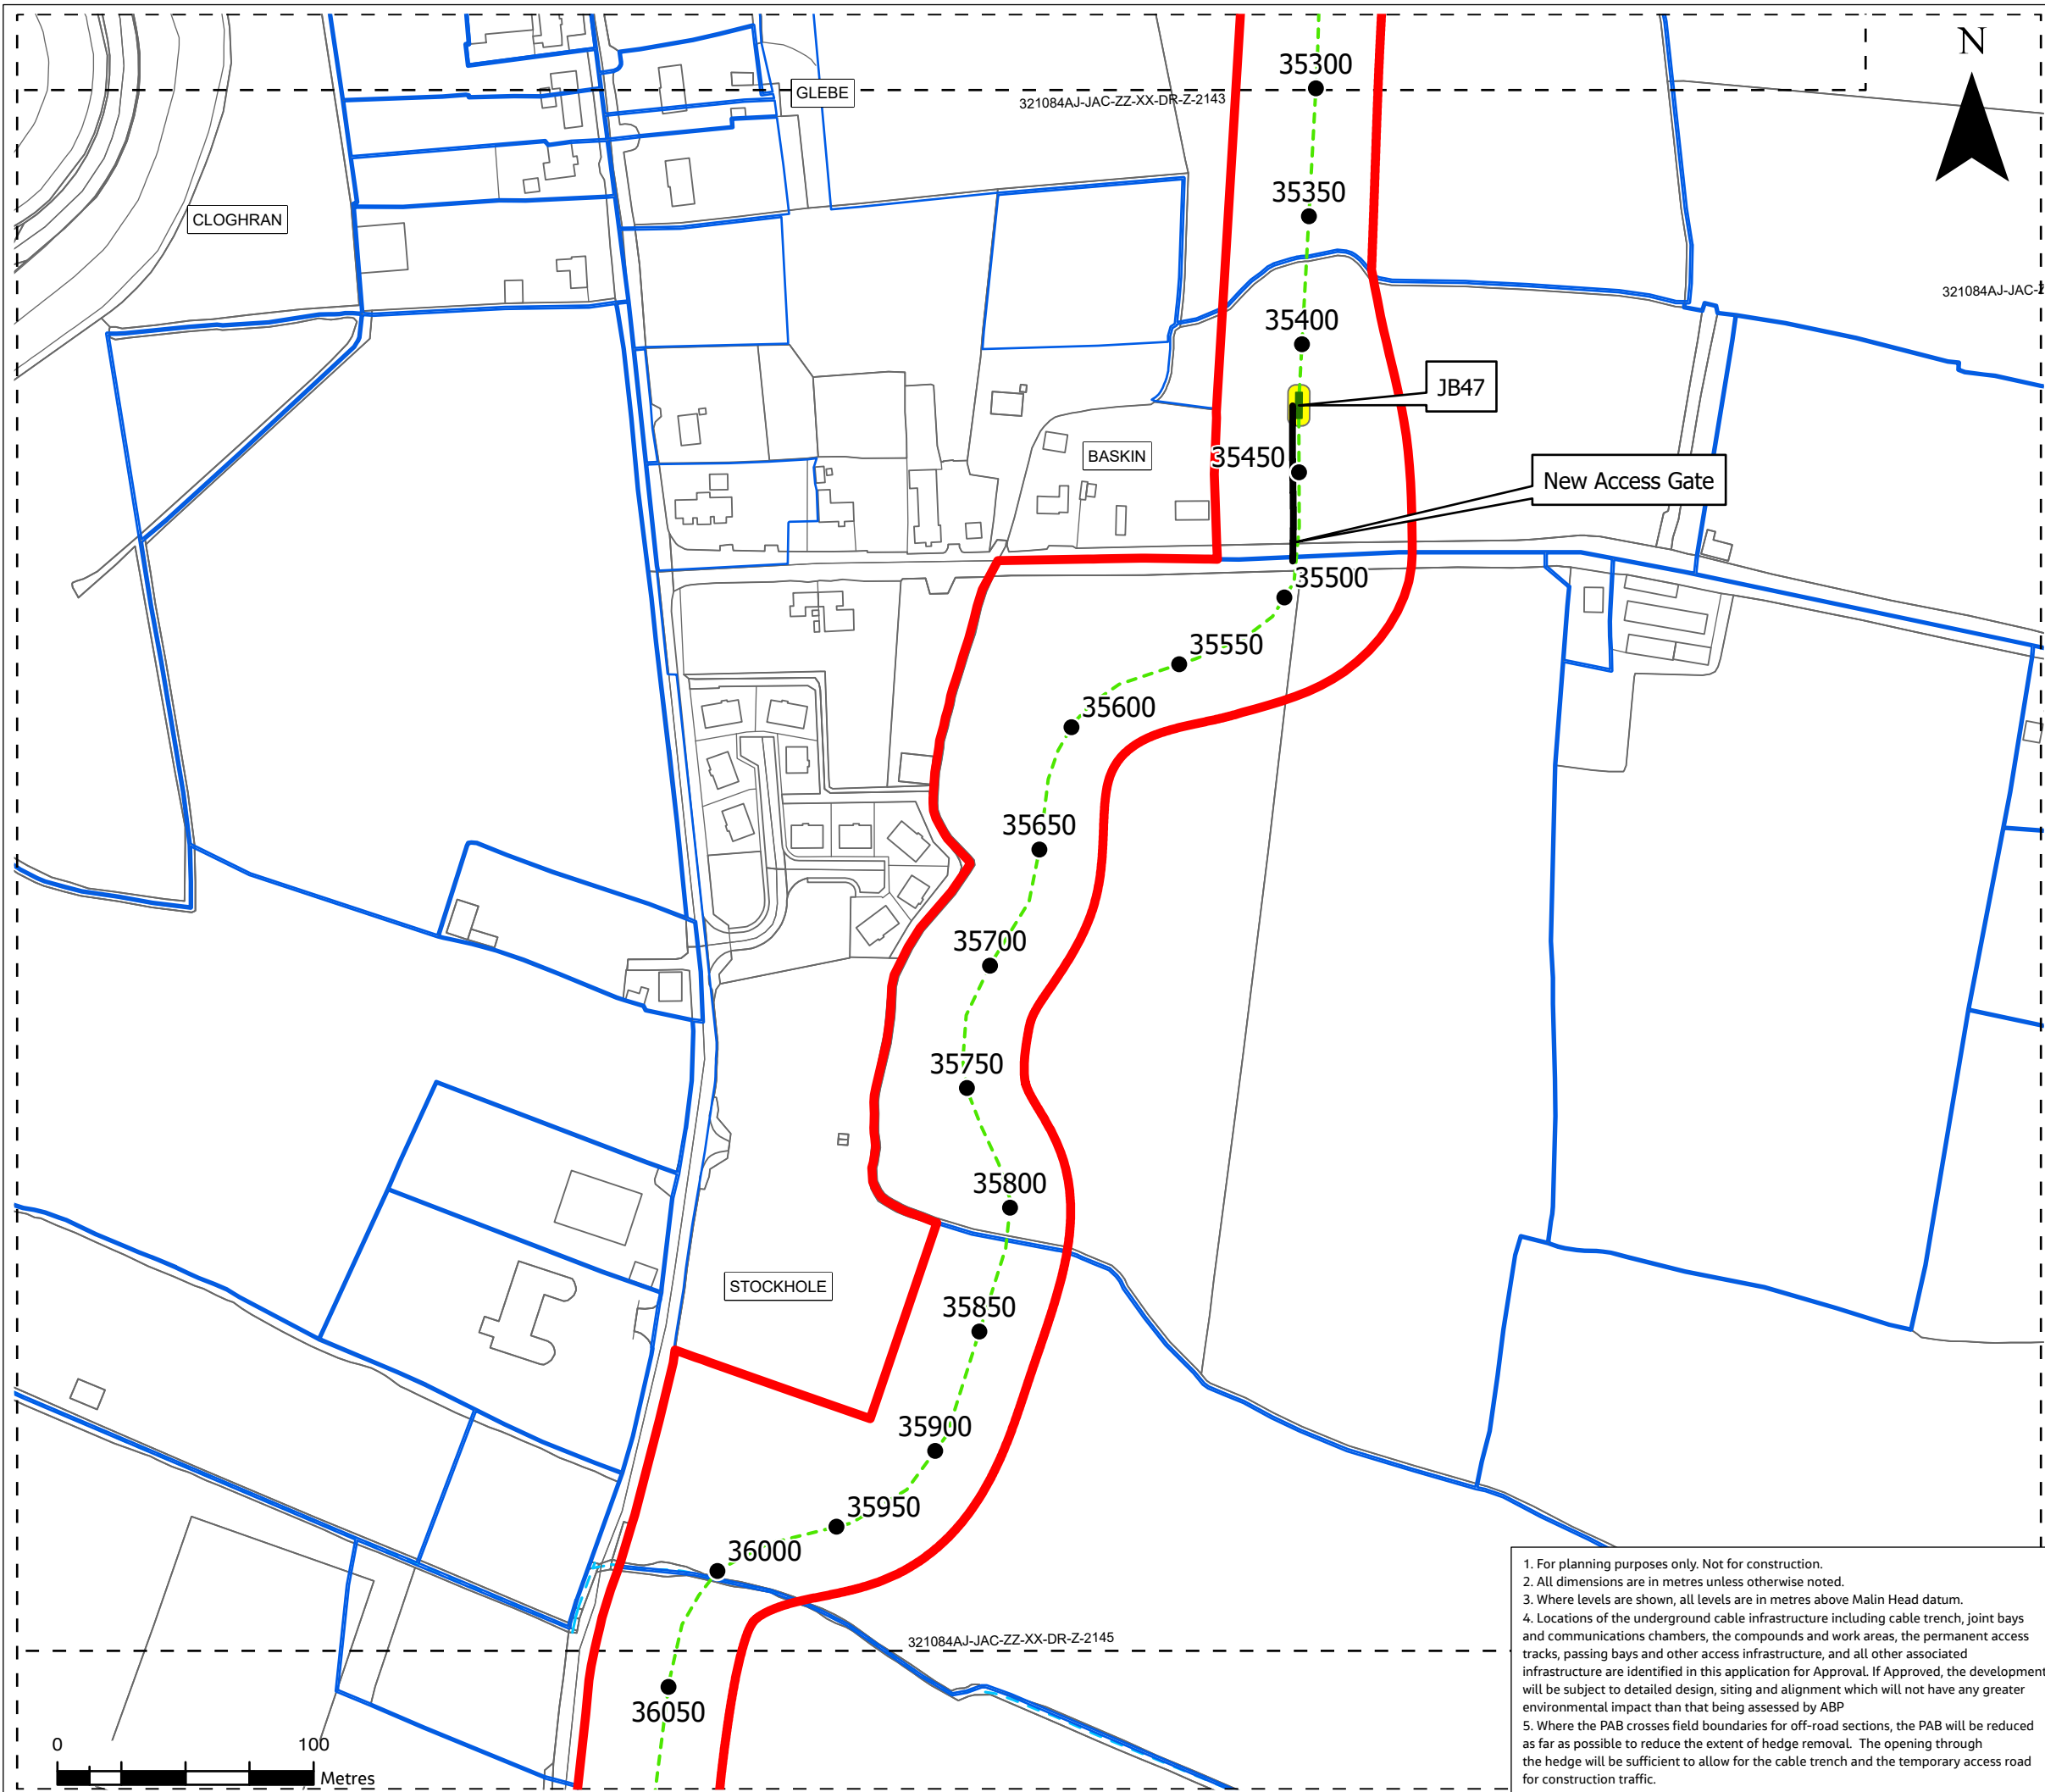 N
35300
GLEBE
321084AJ-JAC-ZZ-XX-DR-Z-2143
35350
CLOGHRAN
321084AJ-JAC-Z
35400
JB47
BASKIN
35450
New Access Gate
35500
35550
35600
35650
35700
35750
35800
STOCKHOLE
35850
35900
35950
36000
321084AJ-JAC-ZZ-XX-DR-Z-2145
36050
0 100
Metres
1. For planning purposes only. Not for construction.
2. All dimensions are in metres unless otherwise noted.
3. Where levels are shown, all levels are in metres above Malin Head datum.
4. Locations of the underground cable infrastructure including cable trench, joint bays
and communications chambers, the compounds and work areas, the permanent access
tracks, passing bays and other access infrastructure, and all other associated
infrastructure are identified in this application for Approval. If Approved, the development
will be subject to detailed design, siting and alignment which will not have any greater
environmental impact than that being assessed by ABP
5. Where the PAB crosses field boundaries for off-road sections, the PAB will be reduced
as far as possible to reduce the extent of hedge removal. The opening through
the hedge will be sufficient to allow for the cable trench and the temporary access road
for construction traffic.